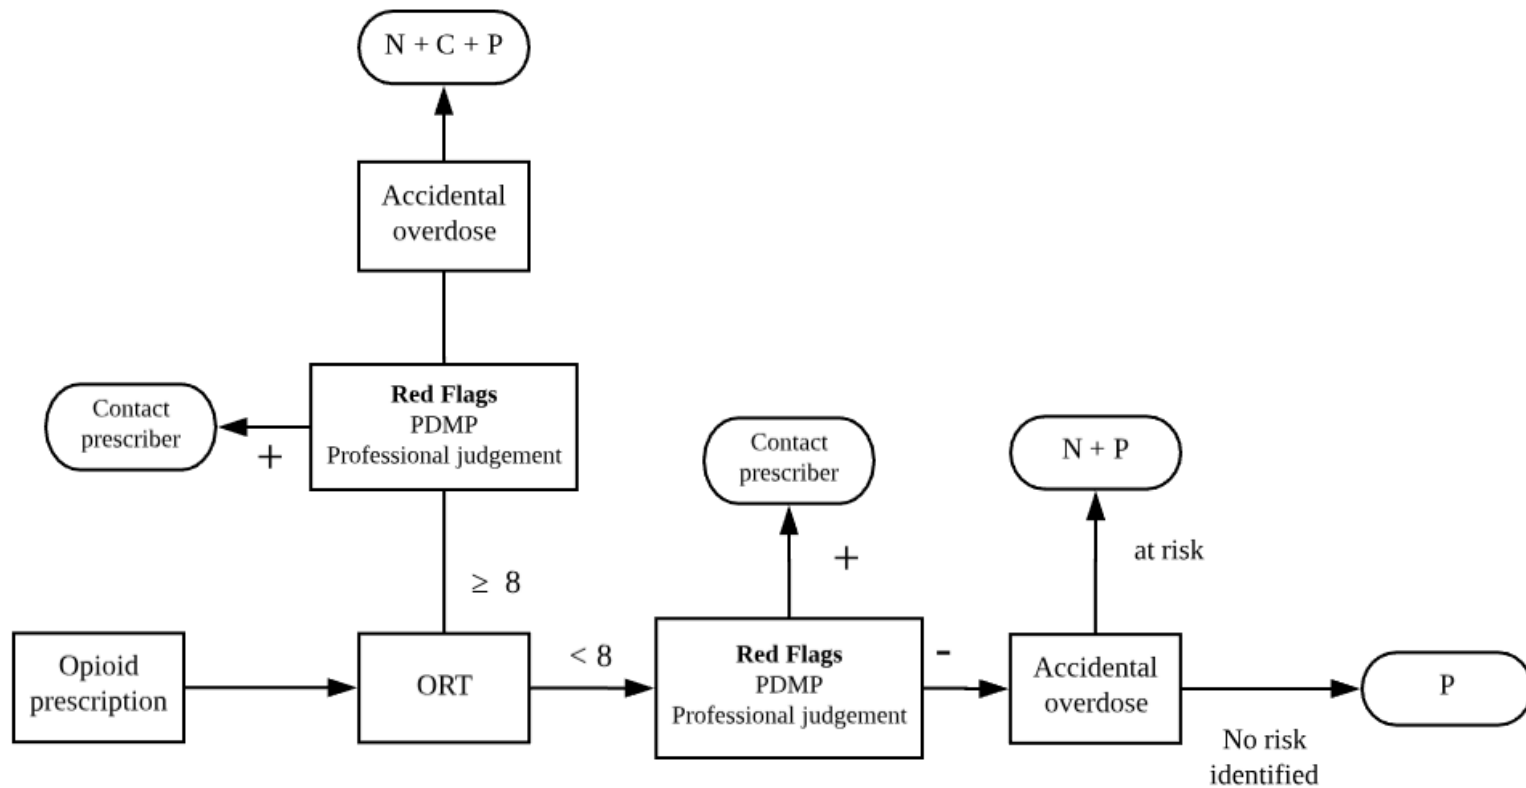 N + C + P
Accidental
overdose
Contact
prescriber
+
Red Flags
PDMP
Professional judgement
≥ 8
Opioid
prescription
ORT
< 8
Contact
prescriber
+
Red Flags
PDMP
Professional judgement
-
N + P
at risk
Accidental
overdose
No risk
identified
P